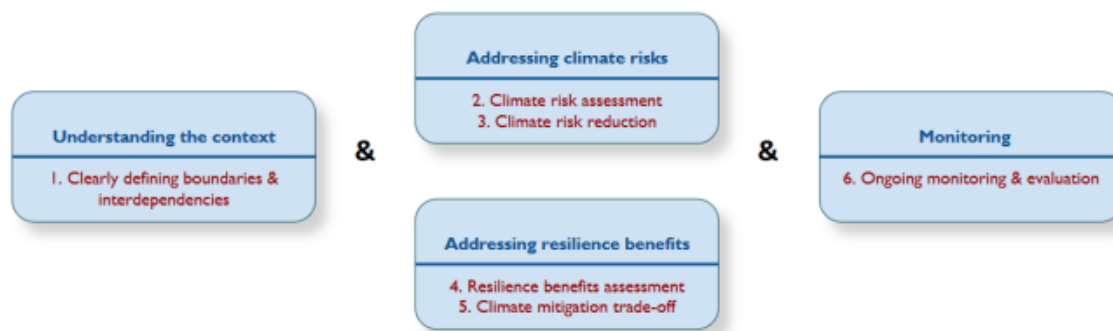 Understanding the context
1. Clearly defining boundaries &
interdependencies
&
Addressing climate risks
2. Climate risk assessment
3. Climate risk reduction
Addressing resilience benefits
4. Resilience benefits assessment
5. Climate mitigation trade-off
&
Monitoring
6. Ongoing monitoring & evaluation